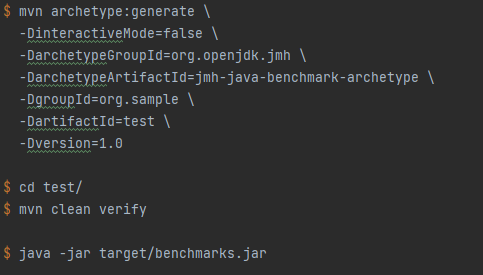 $ mvn archetype:generate \
-DinteractiveMode=false \
-DarchetypeGroupId=org.openjdk.jmh \
-DarchetypeArtifactId=jmh-java-benchmark-archetype \
-DgroupId=org.sample \
-DartifactId=test \
-Dversion=1.0
$ cd test/
$ mvn clean verify
$ java -jar target/benchmarks.jar